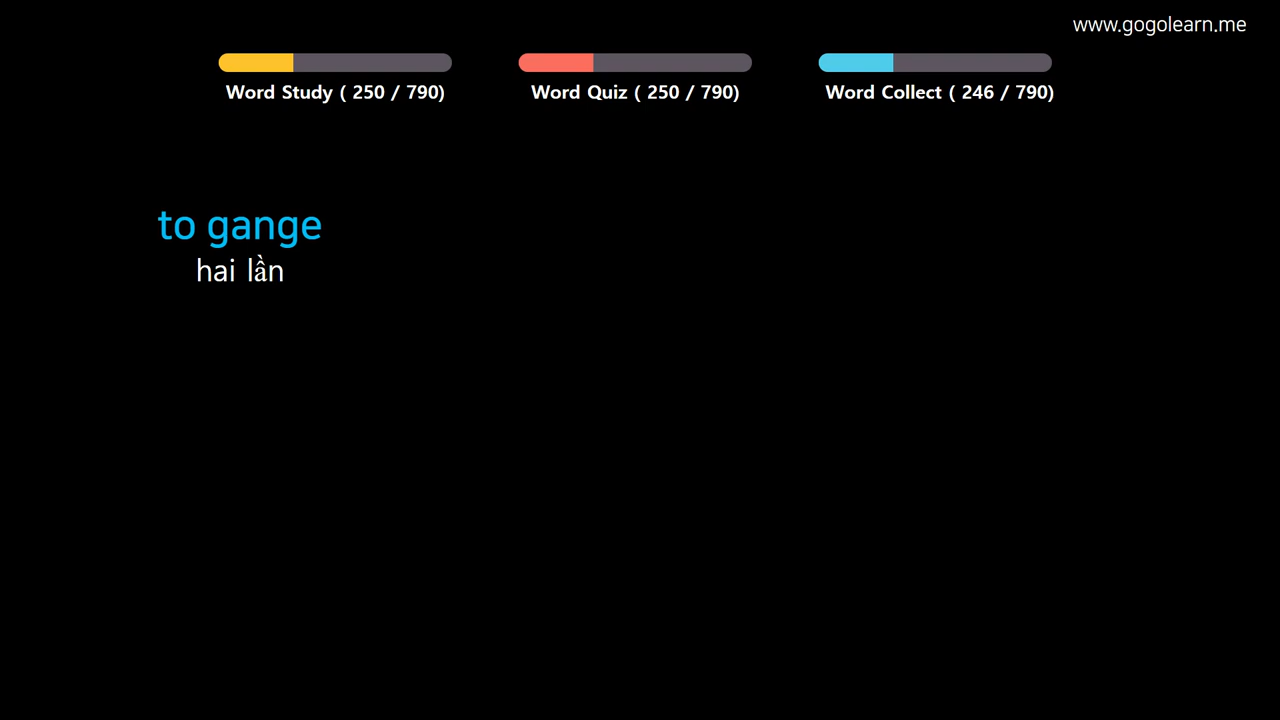 www.gogolearn.me
Word Study ( 250 / 790)
Word Quiz ( 250 / 790)
Word Collect ( 246 / 790)
to gange
hai lần